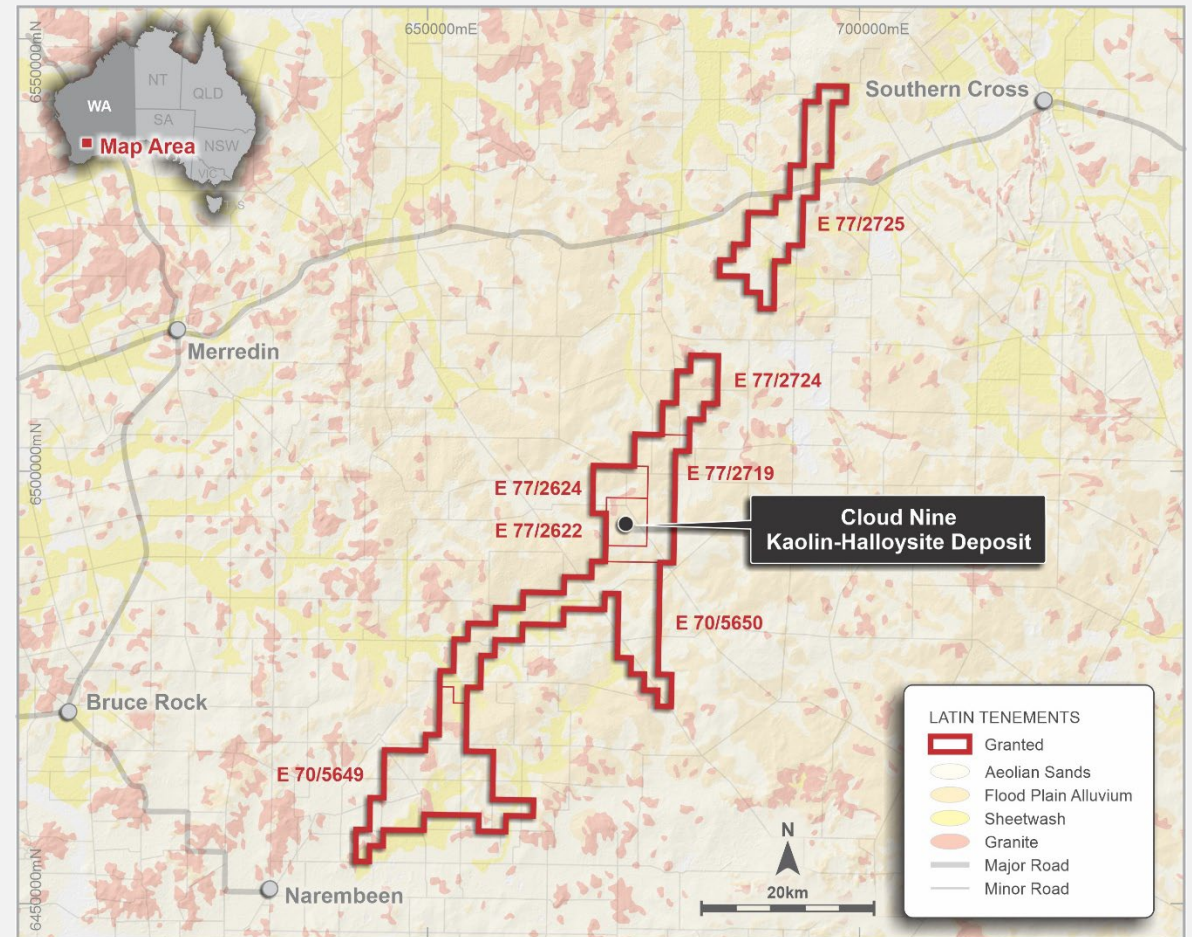 650000mE
700000mE
6550000mN
WA
NT
QLD
SA
NSW
VIC
Map Area
Southern Cross
E 77/2725
Merredin
E 77/2724
6500000mN
E 77/2719
E 77/2624
E 77/2622
Cloud Nine
Kaolin-Halloysite Deposit
E 70/5650
Bruce Rock
E 70/5649
LATIN TENEMENTS
Granted
Aeolian Sands
Flood Plain Alluvium
Sheetwash
Granite
Major Road
Minor Road
N
20km
Narembeen
6450000mN